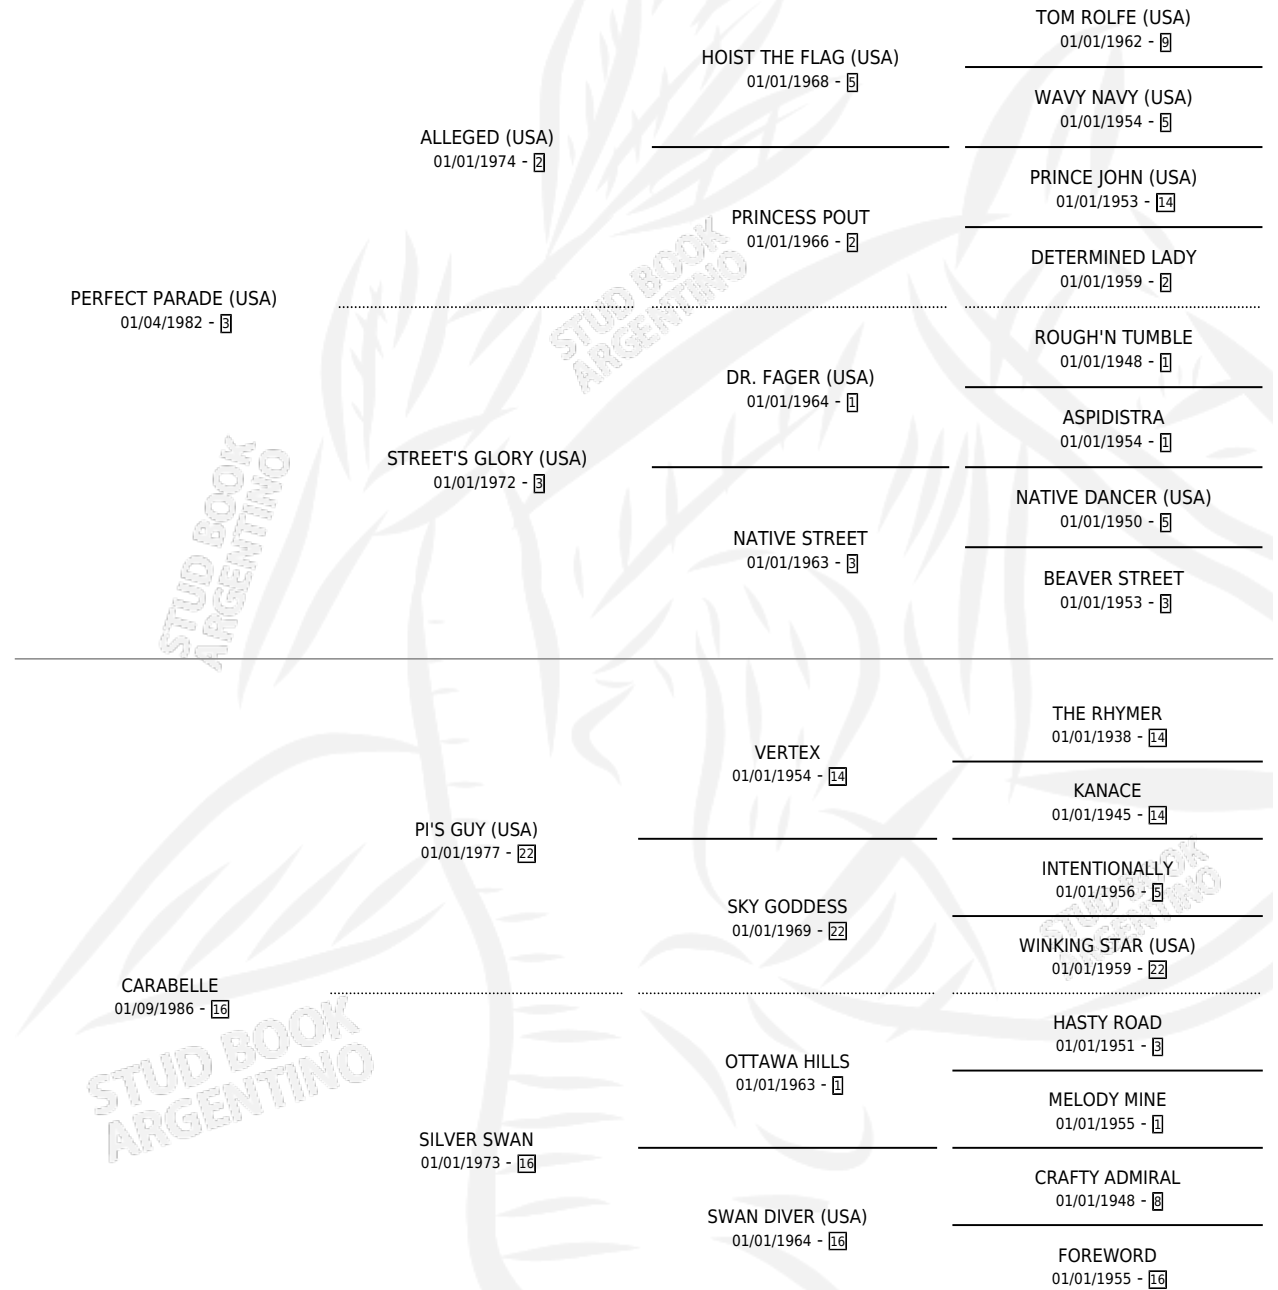 TOM ROLFE (USA)
01/01/1962 - 9
HOIST THE FLAG (USA)
01/01/1968 - 5
WAVY NAVY (USA)
01/01/1954 - 5
ALLEGED (USA)
01/01/1974 - 2
PRINCE JOHN (USA)
01/01/1953 - 14
PRINCESS POUT
01/01/1966 - 2
DETERMINED LADY
01/01/1959 - 2
PERFECT PARADE (USA)
01/04/1982 - 3
ROUGH'N TUMBLE
01/01/1948 - 1
DR. FAGER (USA)
01/01/1964 - 1
ASPIDISTRA
01/01/1954 - 1
STREET'S GLORY (USA)
01/01/1972 - 3
NATIVE DANCER (USA)
01/01/1950 - 5
NATIVE STREET
01/01/1963 - 3
BEAVER STREET
01/01/1953 - 3
THE RHYMER
01/01/1938 - 14
VERTEX
01/01/1954 - 14
KANACE
01/01/1945 - 14
PI'S GUY (USA)
01/01/1977 - 22
INTENTIONALLY
01/01/1956 - 5
SKY GODDESS
01/01/1969 - 22
WINKING STAR (USA)
01/01/1959 - 22
CARABELLE
01/09/1986 - 16
HASTY ROAD
01/01/1951 - 3
OTTAWA HILLS
01/01/1963 - 1
MELODY MINE
01/01/1955 - 1
SILVER SWAN
01/01/1973 - 16
CRAFTY ADMIRAL
01/01/1948 - 8
SWAN DIVER (USA)
01/01/1964 - 16
FOREWORD
01/01/1955 - 16
STUD BOOK
ARGENTINO
STUD BOOK
ARGENTINO
STUD BOOK
ARGENTINO
STUD BOOK
ARGENTINO